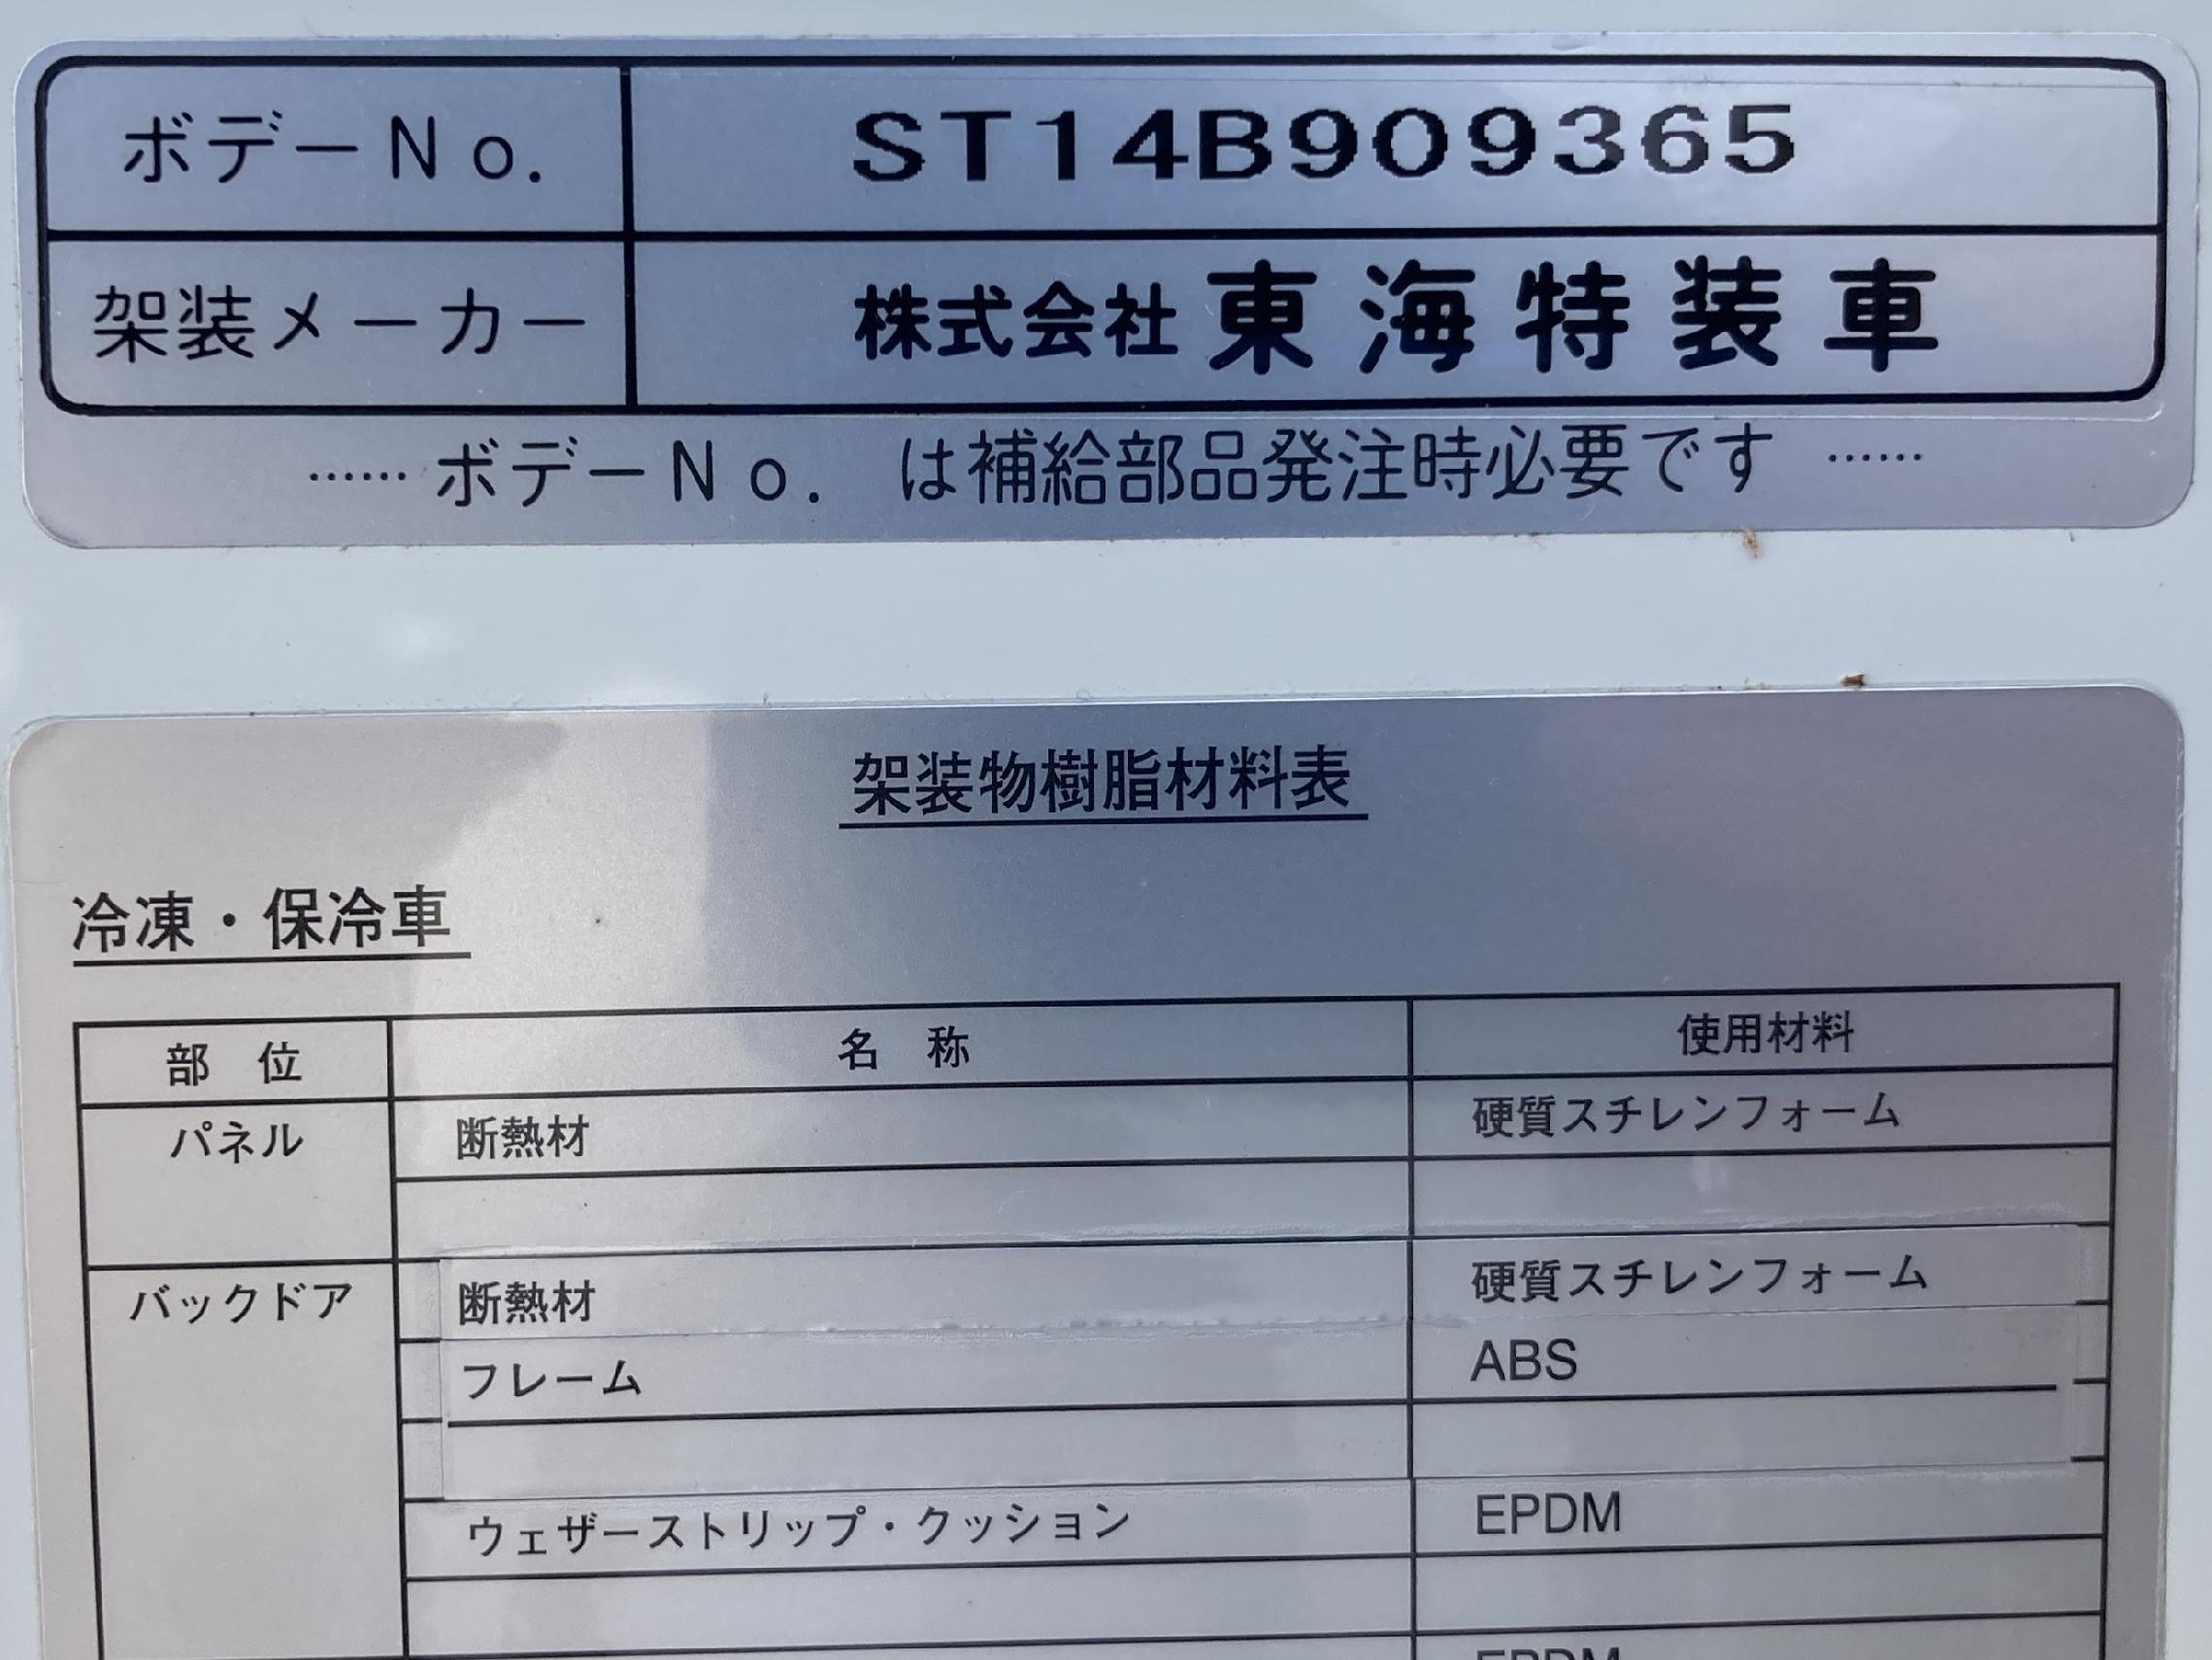 ボデーNo. ST14B909365
架装メーカー 株式会社東海特装車
……ボデーNo. は補給部品発注時必要です……
架装物樹脂材料表
冷凍・保冷車
部 位 名 称 使用材料
パネル 断熱材 硬質スチレンフォーム
バックドア 断熱材 硬質スチレンフォーム
フレーム ABS
ウェザーストリップ・クッション EPDM
EPDM